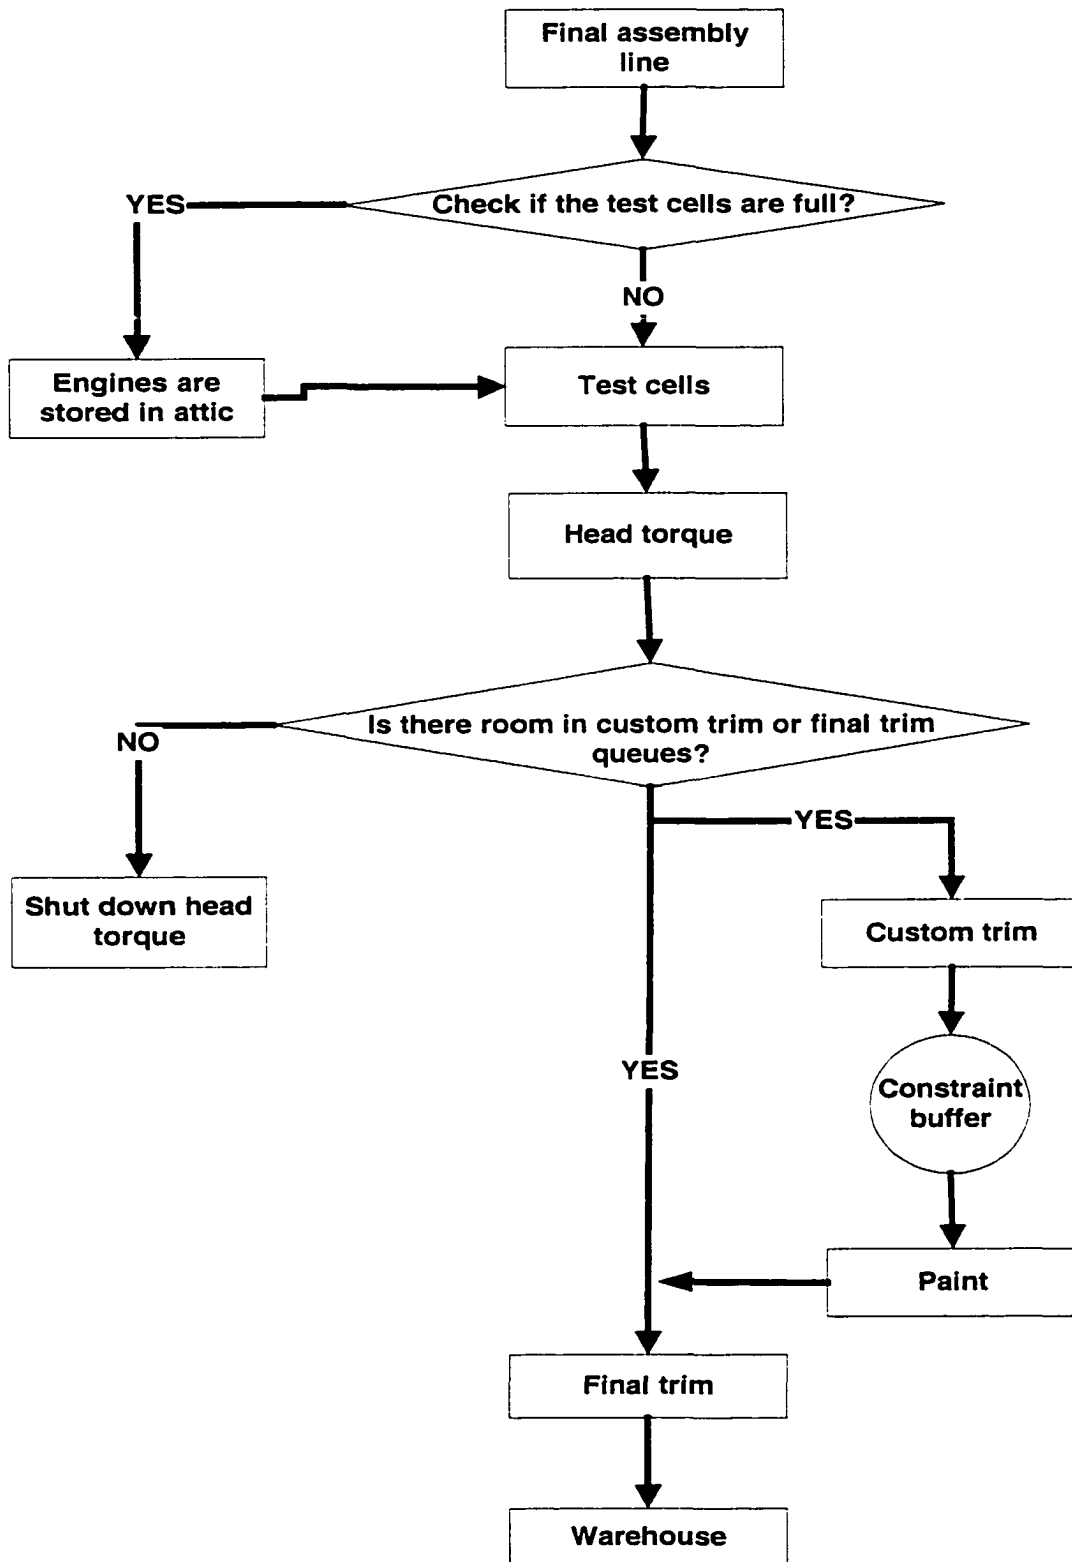 Final assembly
line
Check if the test cells are full?
YES
NO
Engines are
stored in attic
Test cells
Head torque
Is there room in custom trim or final trim
queues?
NO
YES
Shut down head
torque
Custom trim
YES
Constraint
buffer
Paint
Final trim
Warehouse